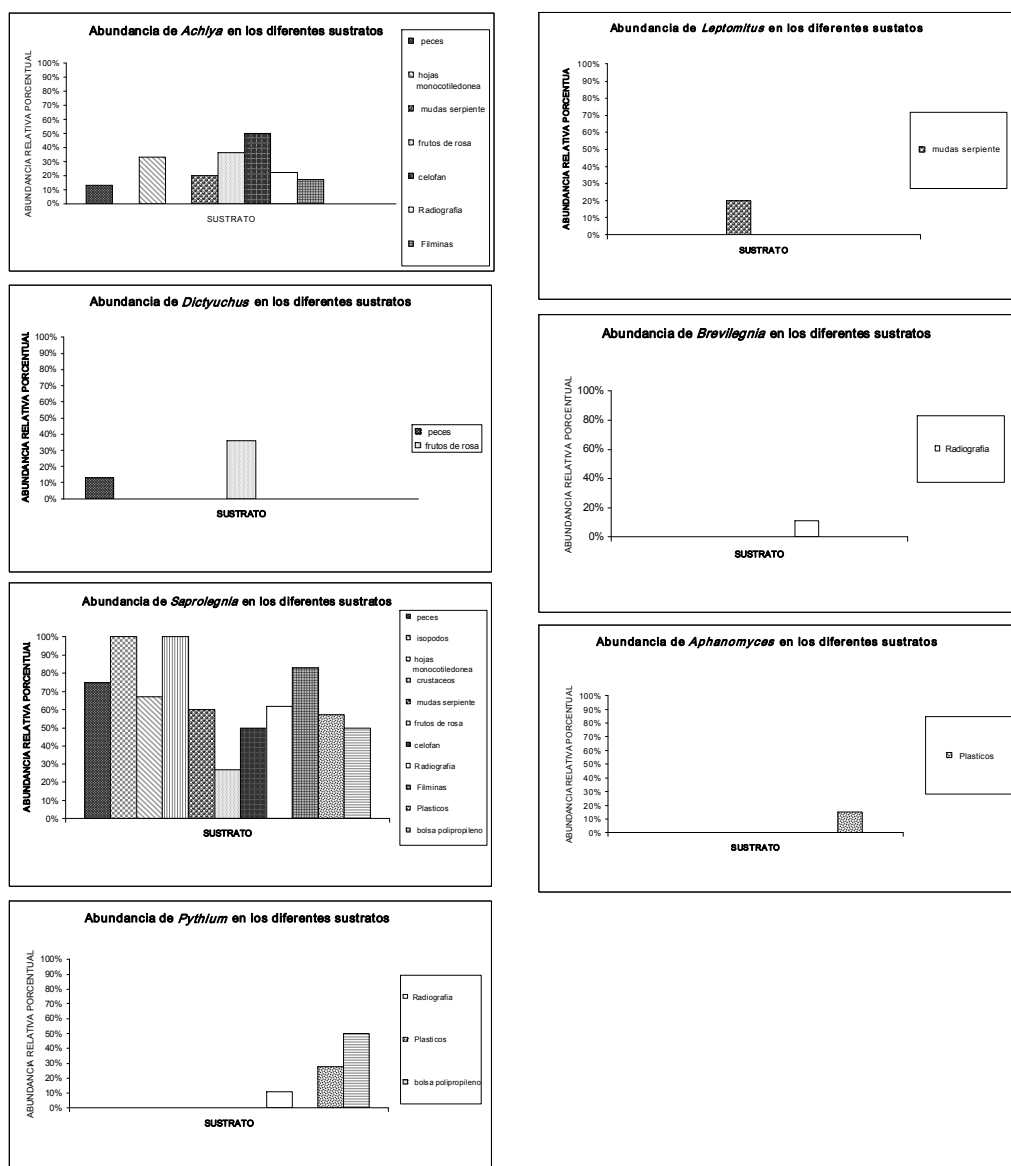 Abundancia de Achlya en los diferentes sustratos
ABUNDANCIA RELATIVA PORCENTUAL
100%
90%
80%
70%
60%
50%
40%
30%
20%
10%
0%
SUSTRATO
peces
hojas
monocotiledonea
mudas serpiente
frutos de rosa
celofan
Radiografia
Filminas
Abundancia de Dictyuchus en los diferentes sustratos
ABUNDANCIA RELATIVA PORCENTUAL
100%
90%
80%
70%
60%
50%
40%
30%
20%
10%
0%
SUSTRATO
peces
frutos de rosa
Abundancia de Saprolegnia en los diferentes sustratos
ABUNDANCIA RELATIVA PORCENTUAL
100%
90%
80%
70%
60%
50%
40%
30%
20%
10%
0%
SUSTRATO
peces
isopodos
hojas
monocotiledonea
crustaceos
mudas serpiente
frutos de rosa
celofan
Radiografia
Filminas
Plasticos
bolsa polipropileno
Abundancia de Pythium en los diferentes sustratos
ABUNDANCIA RELATIVA PORCENTUAL
100%
90%
80%
70%
60%
50%
40%
30%
20%
10%
0%
SUSTRATO
Radiografia
Plasticos
bolsa polipropileno
Abundancia de Leptomitus en los diferentes sustatos
ABUNDANCIA RELATIVA PORCENTUA
100%
90%
80%
70%
60%
50%
40%
30%
20%
10%
0%
SUSTRATO
mudas serpiente
Abundancia de Brevilegnia en los diferentes sustratos
ABUNDANCIA RELATIVA PORCENTUAL
100%
80%
60%
40%
20%
0%
SUSTRATO
Radiografia
Abundancia de Aphanomyces en los diferentes sustratos
ABUNDANCIA RELATIVA PORCENTUAL
100%
90%
80%
70%
60%
50%
40%
30%
20%
10%
0%
SUSTRATO
Plasticos